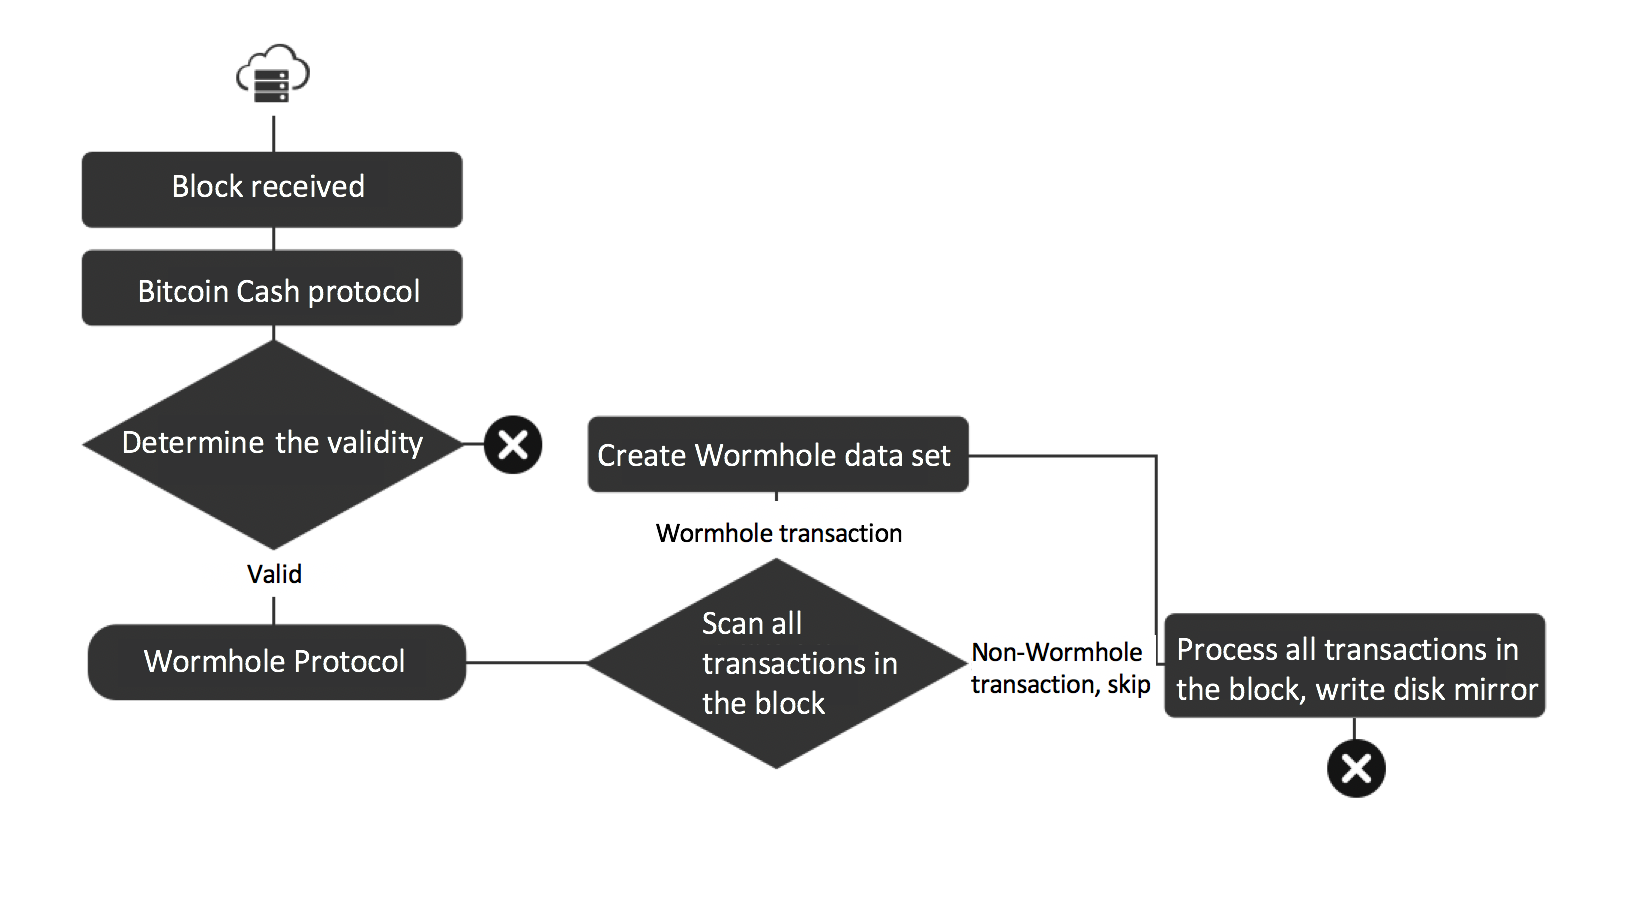 Block received
Bitcoin Cash protocol
Determine the validity
Valid
Wormhole Protocol
Create Wormhole data set
Wormhole transaction
Scan all
transactions in
the block
Non-Wormhole
transaction, skip
Process all transactions in
the block, write disk mirror